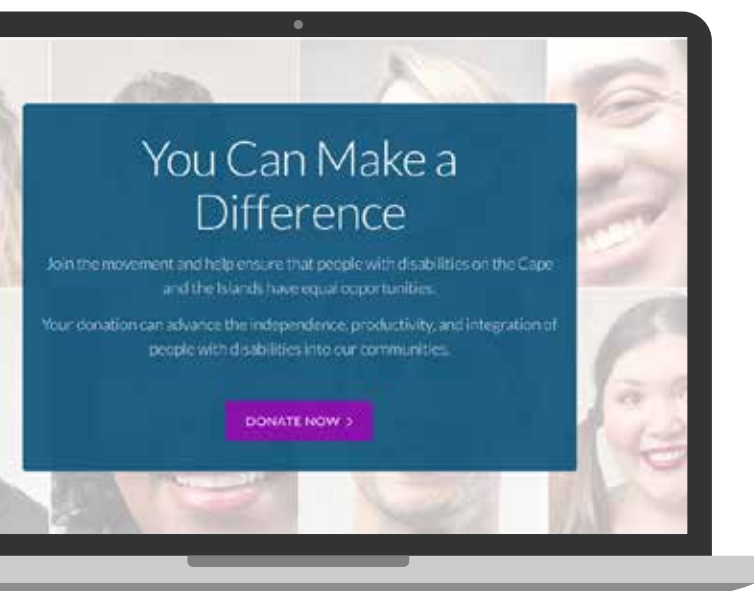 You Can Make a
Difference
Join the movement and help ensure that people with disabilities on the Cape
and the Islands have equal opportunities.
Your donation can advance the independence, productivity, and integration of
people with disabilities into our communities.
DONATE NOW >